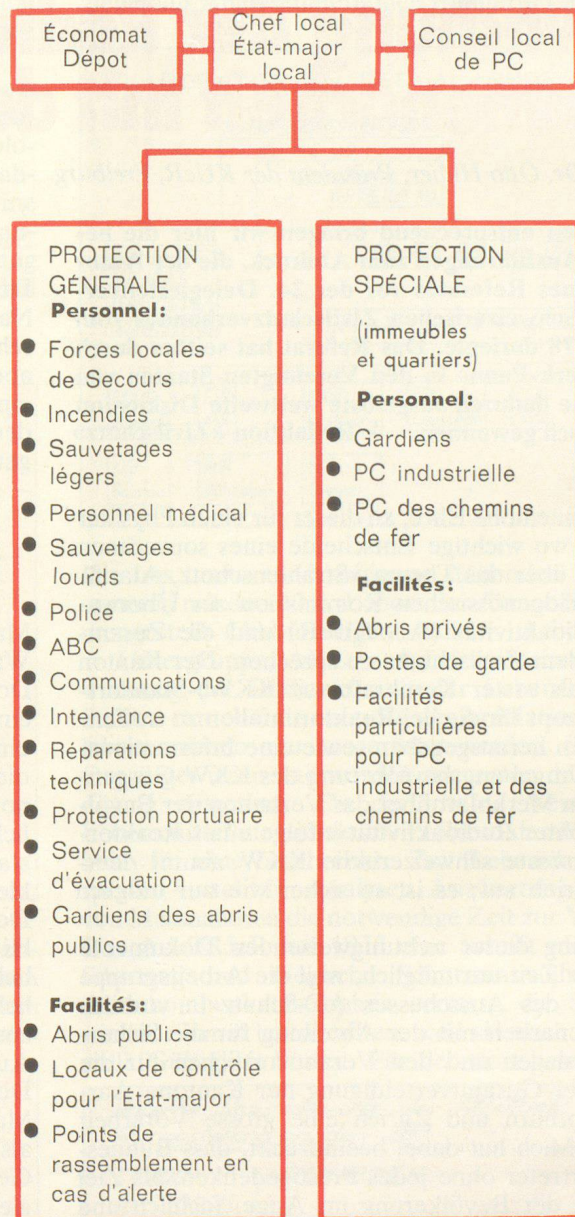 Économat
Dépot
Chef local
État-major
local
Conseil local
de PC
PROTECTION
GÉNERALE
Personnel:
Forces locales
de Secours
Incendies
Sauvetages
légers
Personnel médical
Sauvetages
lourds
Police
ABC
Communications
Intendance
Réparations
techniques
Protection portuaire
Service
d'évacuation
Gardiens des abris
publics
Facilités:
Abris publics
Locaux de contrôle
pour l'État-major
Points de
rassemblement en
cas d'alerte
PROTECTION
SPÉCIALE
(immeubles
et quartiers)
Personnel:
Gardiens
PC industrielle
PC des chemins
de fer
Facilités:
Abris privés
Postes de garde
Facilités
particulières
pour PC
industrielle et des
chemins de fer